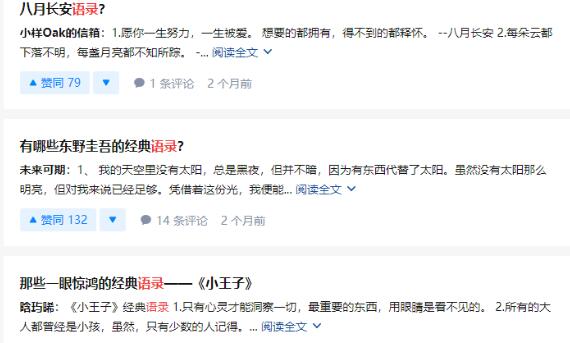 八月长安语录?
小样Oak的信箱：1.愿你一生努力，一生被爱。 想要的都拥有，得不到的都释怀。 --八月长安 2.每朵云都
下落不明，每盏月亮都不知所踪。 -... 阅读全文
赞同 79 1 条评论 2 个月前
有哪些东野圭吾的经典语录?
未来可期：1、 我的天空里没有太阳，总是黑夜，但并不暗，因为有东西代替了太阳。虽然没有太阳那么
明亮，但对我来说已经足够。凭借着这份光，我便能... 阅读全文
赞同 132 14 条评论 2 个月前
那些一眼惊鸿的经典语录——《小王子》
晗玓晞：《小王子》经典语录 1.只有心灵才能洞察一切，最重要的东西，用眼睛是看不见的。 2.所有的大
人都曾经是小孩，虽然，只有少数的人记得。... 阅读全文